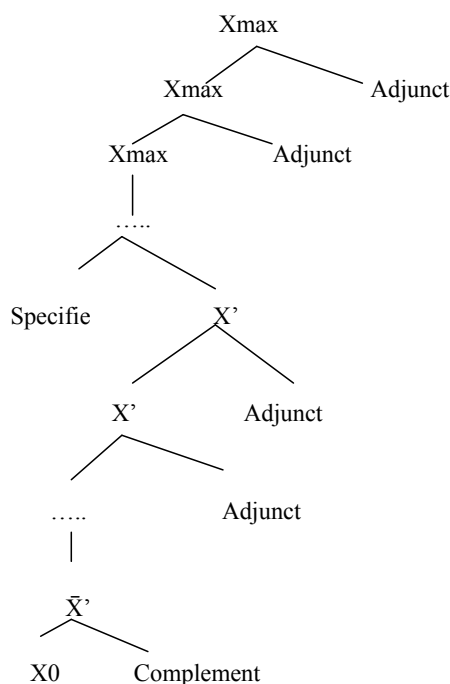 Xmax
Xmax Adjunct
Xmax Adjunct
…..
Specifie X’
X’ Adjunct
….. Adjunct
X̄’
X0 Complement